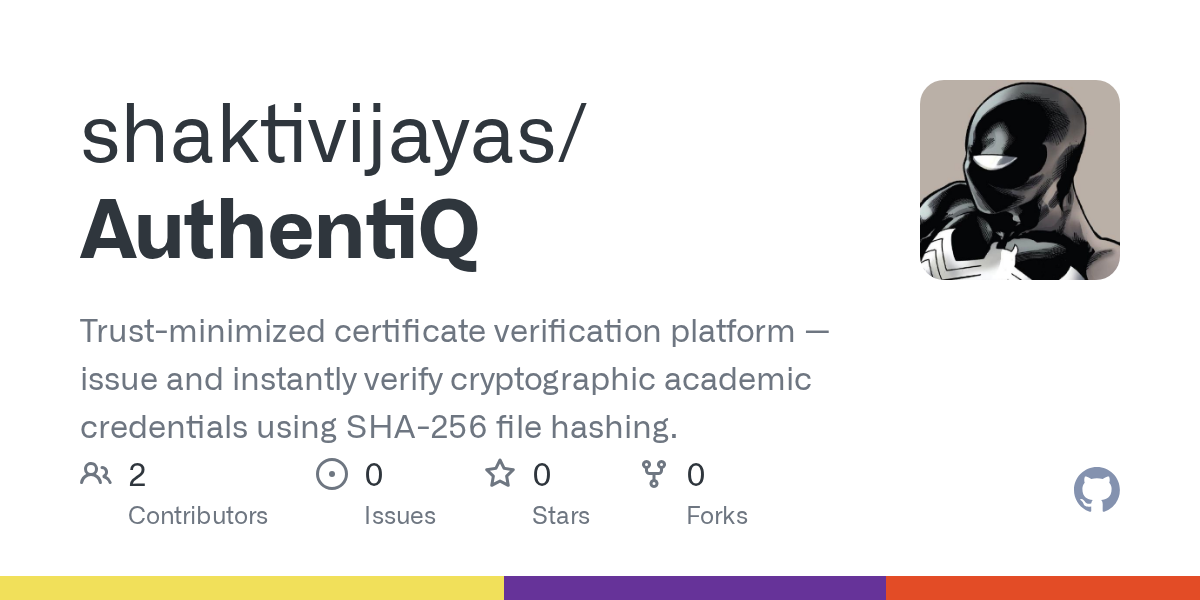 shaktivijayas/
AuthentiQ
Trust-minimized certificate verification platform —
issue and instantly verify cryptographic academic
credentials using SHA-256 file hashing.
2 0 0 0
Contributors Issues Stars Forks